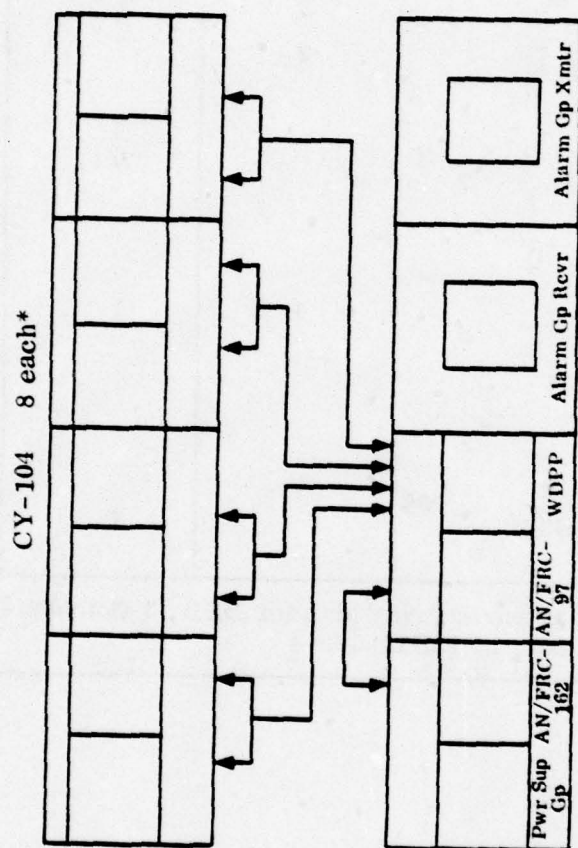 CY-104 8 each*
Pwr Sup
Gp
AN/FRC-
162
AN/FRC-
97
WDPP
Alarm Gp Rcvr
Alarm Gp Xmtr